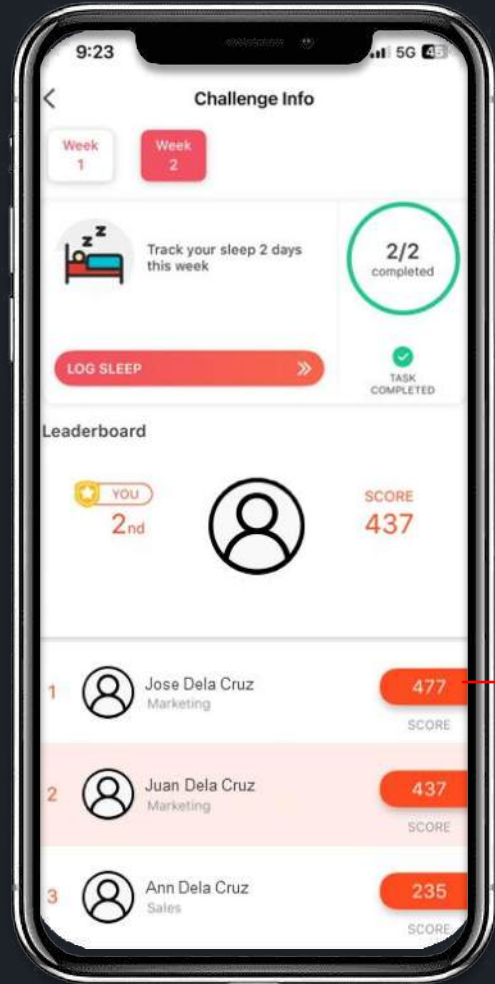 9:23
5G 45
Challenge Info
Week
1
Week
2
z z
Track your sleep 2 days
this week
2/2
completed
LOG SLEEP
TASK
COMPLETED
Leaderboard
YOU
2nd
SCORE
437
1
Jose Dela Cruz
Marketing
477
SCORE
2
Juan Dela Cruz
Marketing
437
SCORE
3
Ann Dela Cruz
Sales
235
SCORE